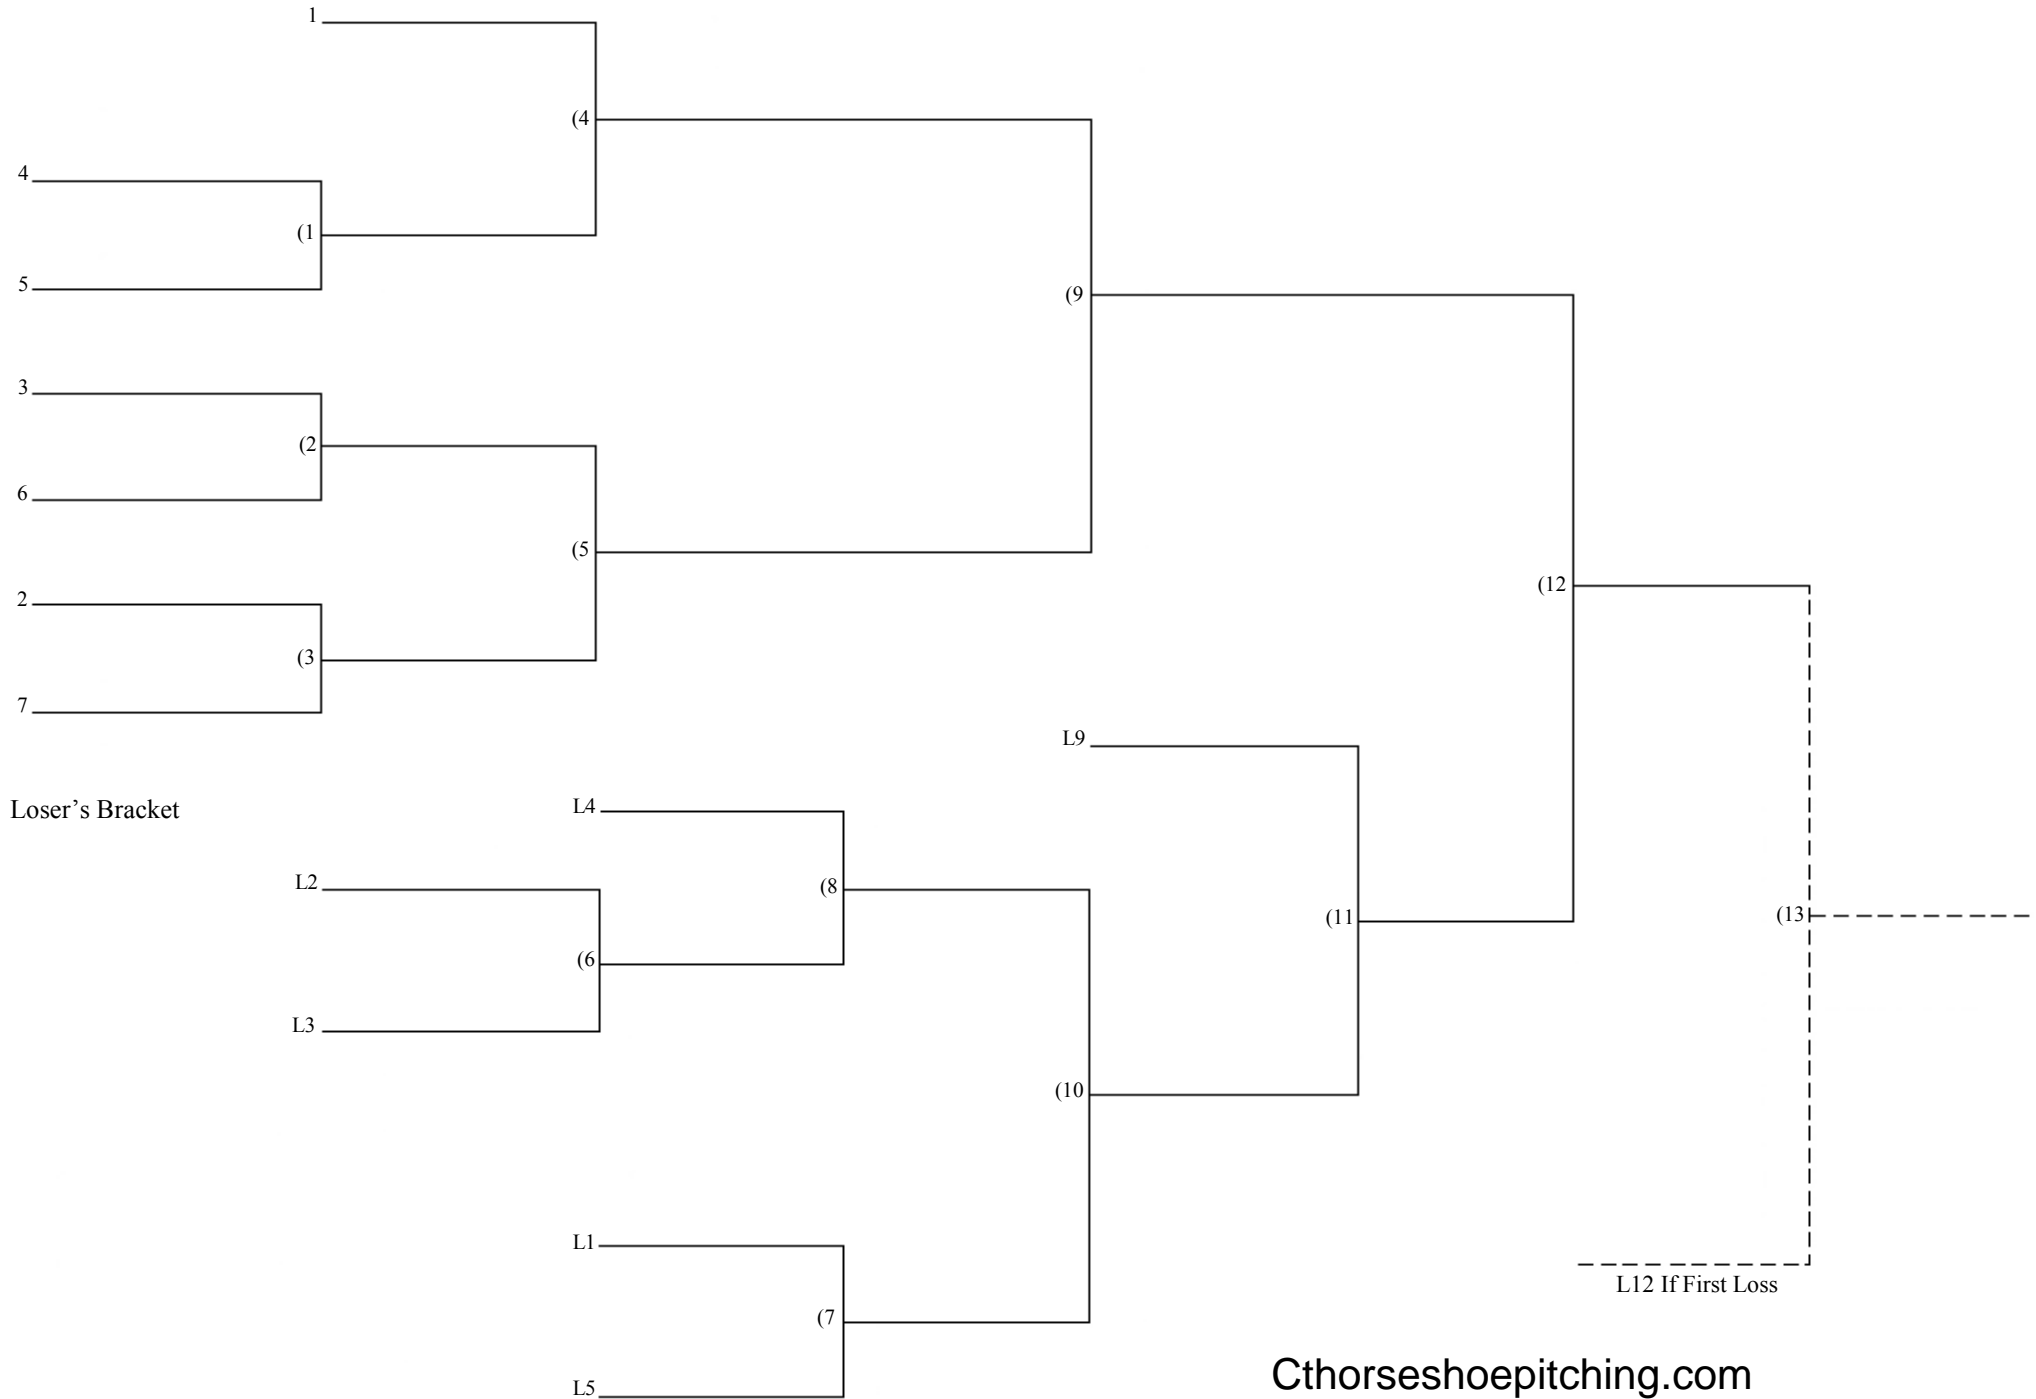 1
(4
4
(1
5
(9
3
(2
6
(5
(12
2
(3
7
L9
Loser’s Bracket
L4
L2
(8
(11
(13
(6
L3
(10
L1
L12 If First Loss
(7
L5
Cthorseshoepitching.com